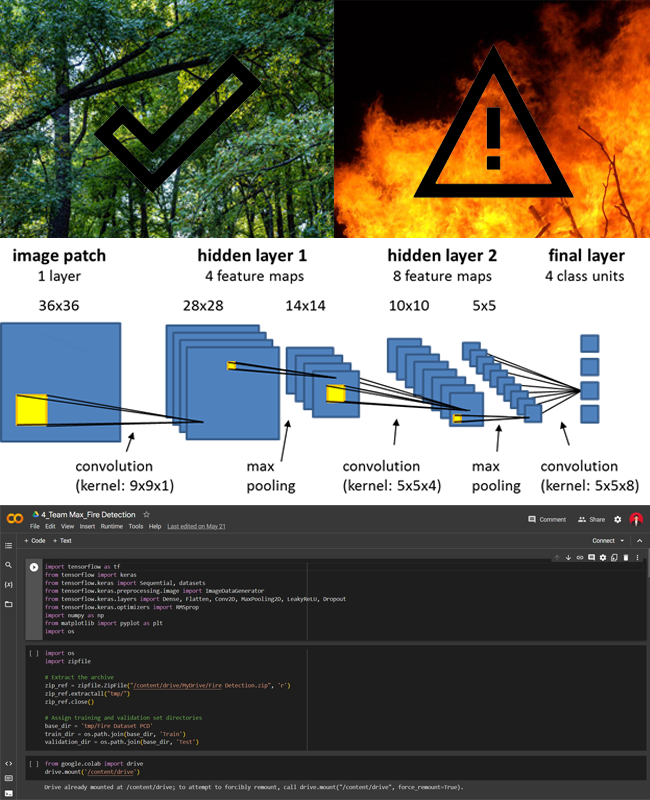 image patch
hidden layer 1
hidden layer 2
final layer
1 layer
4 feature maps
8 feature maps
4 class units
36x36
28x28
14x14
10x10
5x5
convolution
(kernel: 9x9x1)
max
pooling
convolution
(kernel: 5x5x4)
max
pooling
convolution
(kernel: 5x5x8)
4_Team Max_Fire Detection
File Edit View Insert Runtime Tools Help Last edited on May 21
Comment
Share
+ Code + Text
Connect
import tensorflow as tf
from tensorflow import keras
from tensorflow.keras import Sequential, datasets
from tensorflow.keras.preprocessing.image import ImageDataGenerator
from tensorflow.keras.layers import Dense, Flatten, Conv2D, MaxPooling2D, LeakyReLU, Dropout
from tensorflow.keras.optimizers import RMSprop
import numpy as np
from matplotlib import pyplot as plt
import os
[ ] import os
import zipfile
# Extract the archive
zip_ref = zipfile.ZipFile("/content/drive/MyDrive/Fire Detection.zip", 'r')
zip_ref.extractall("tmp/")
zip_ref.close()
# Assign training and validation set directories
base_dir = 'tmp/Fire Dataset PCD'
train_dir = os.path.join(base_dir, 'Train')
validation_dir = os.path.join(base_dir, 'Test')
[ ] from google.colab import drive
drive.mount('/content/drive')
Drive already mounted at /content/drive; to attempt to forcibly remount, call drive.mount("/content/drive", force_remount=True).